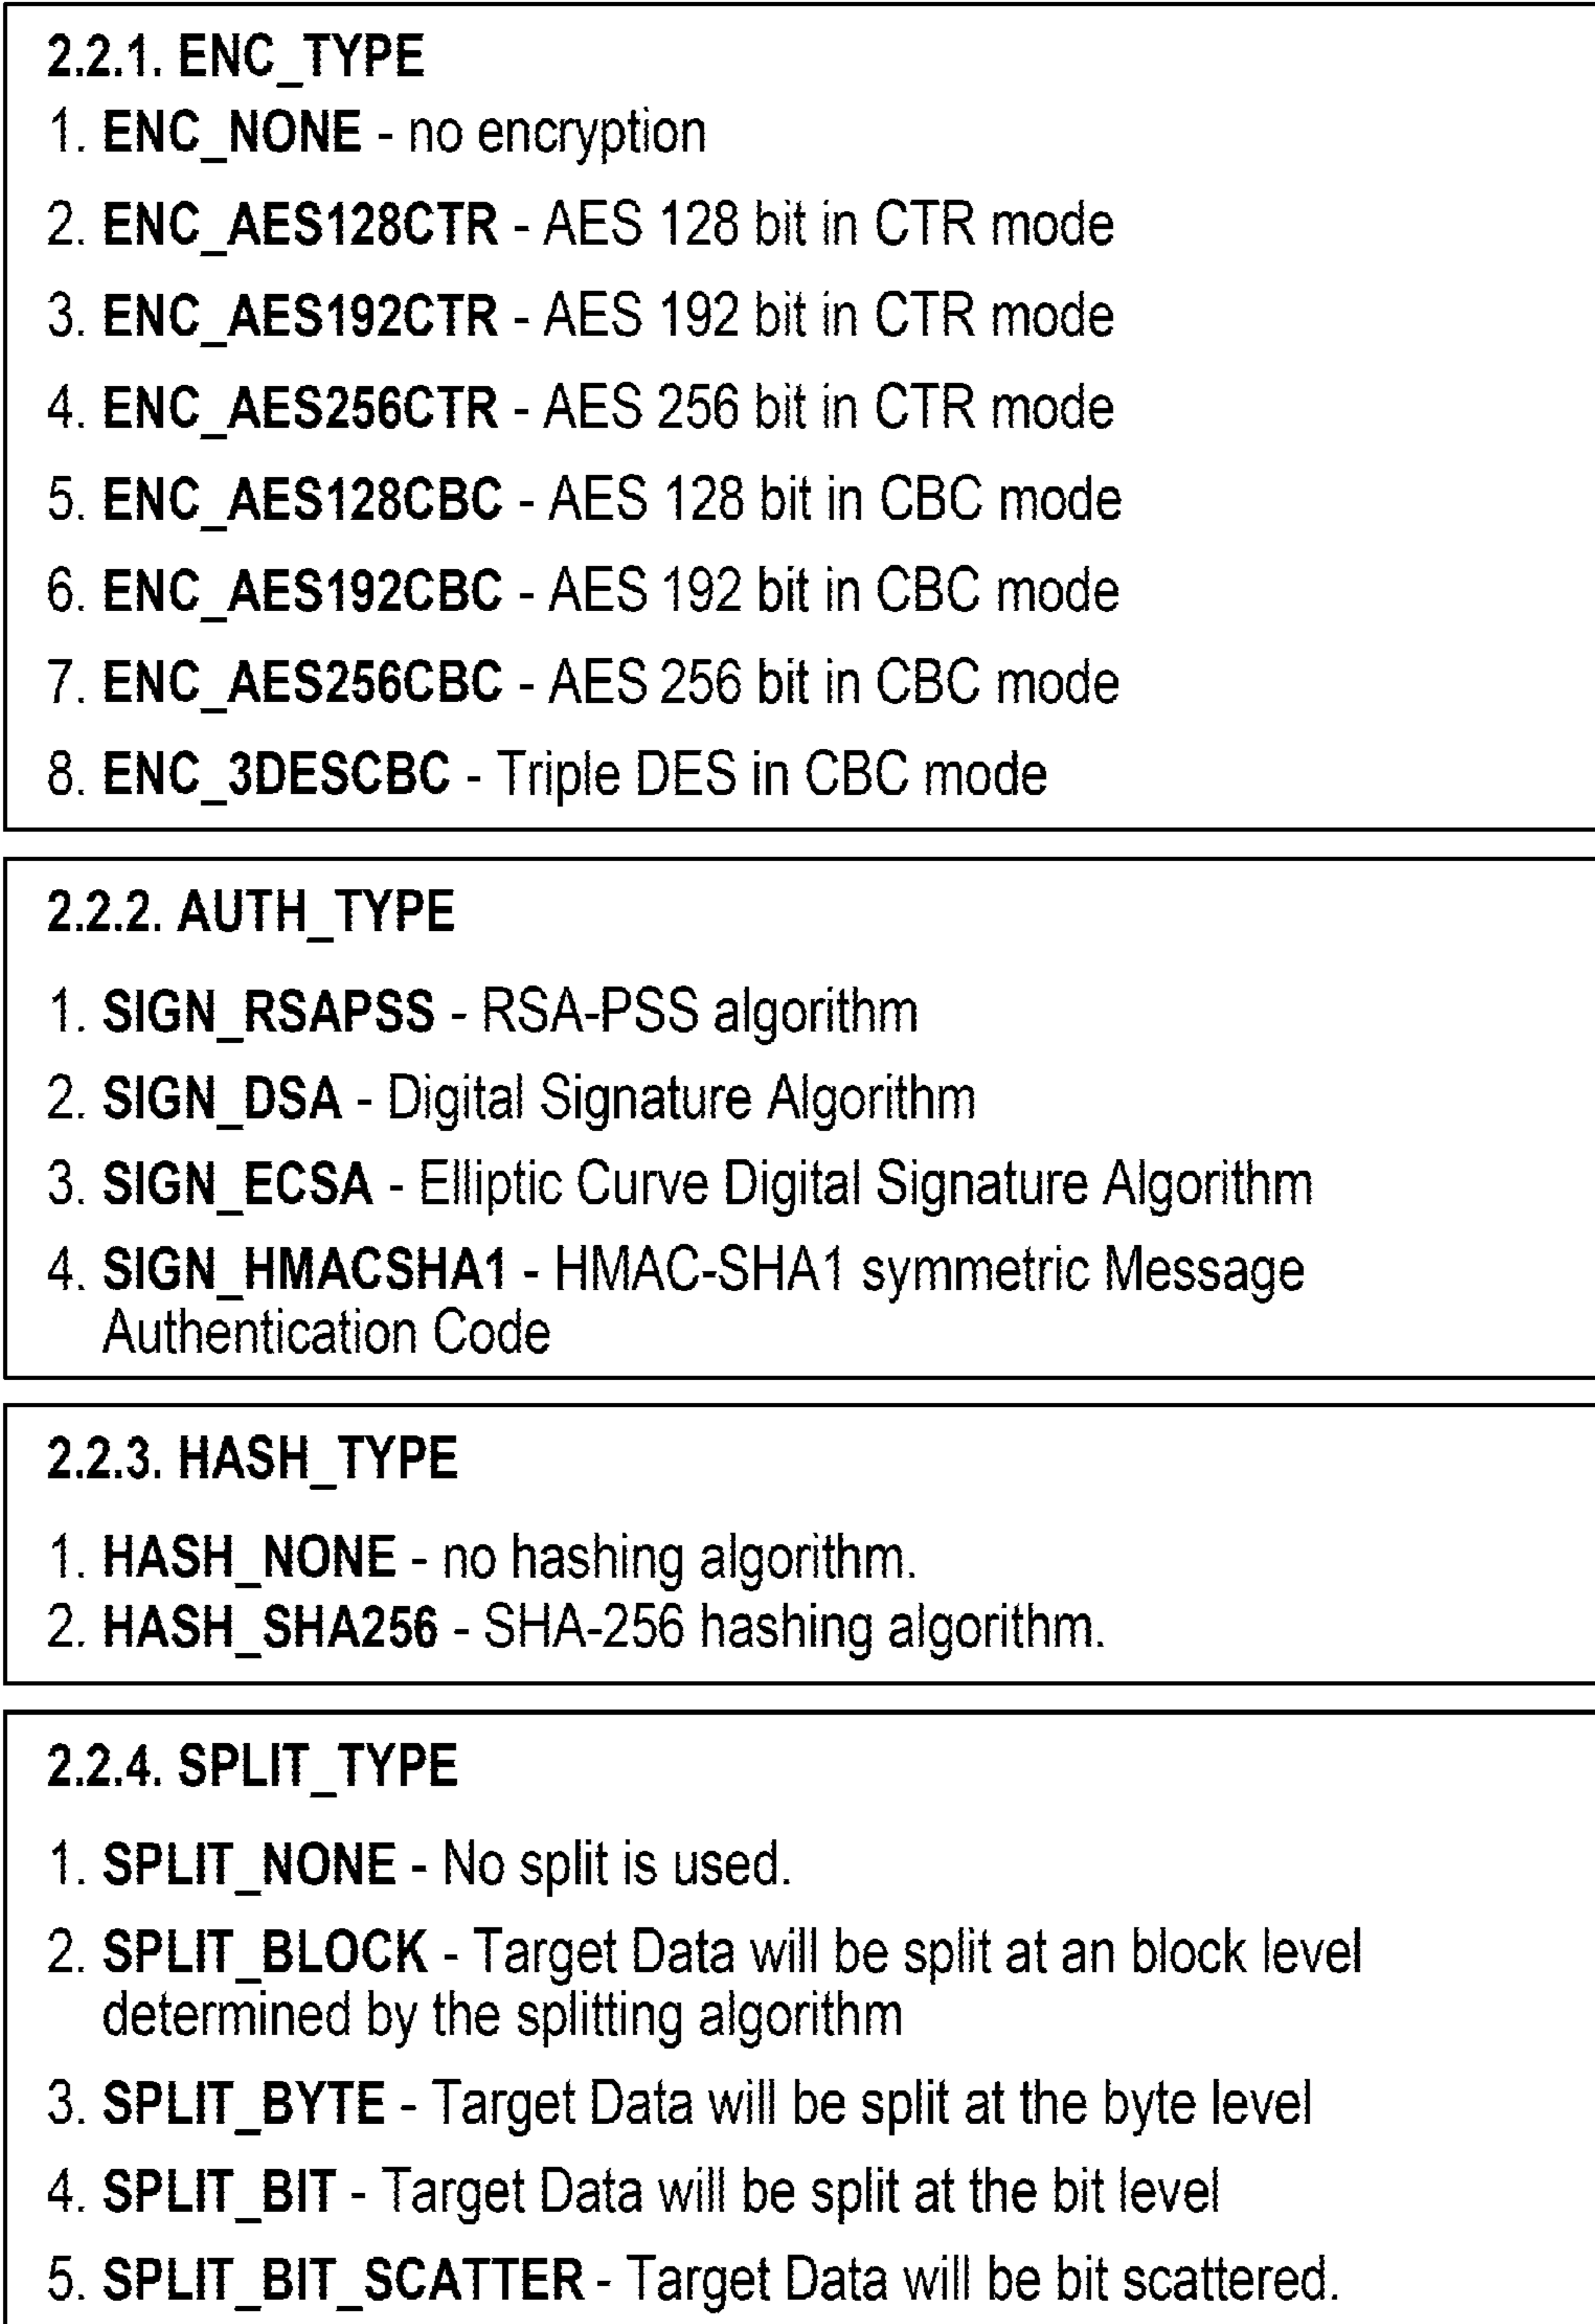 2.2.1. ENC_TYPE
1. ENC_NONE - no encryption
2. ENC_AES128CTR - AES 128 bit in CTR mode
3. ENC_AES192CTR - AES 192 bit in CTR mode
4. ENC_AES256CTR - AES 256 bit in CTR mode
5. ENC_AES128CBC - AES 128 bit in CBC mode
6. ENC_AES192CBC - AES 192 bit in CBC mode
7. ENC_AES256CBC - AES 256 bit in CBC mode
8. ENC_3DESCBC - Triple DES in CBC mode
2.2.2. AUTH_TYPE
1. SIGN_RSAPSS - RSA-PSS algorithm
2. SIGN_DSA - Digital Signature Algorithm
3. SIGN_ECSA - Elliptic Curve Digital Signature Algorithm
4. SIGN_HMACSHA1 - HMAC-SHA1 symmetric Message
Authentication Code
2.2.3. HASH_TYPE
1. HASH_NONE - no hashing algorithm.
2. HASH_SHA256 - SHA-256 hashing algorithm.
2.2.4. SPLIT_TYPE
1. SPLIT_NONE - No split is used.
2. SPLIT_BLOCK - Target Data will be split at an block level
determined by the splitting algorithm
3. SPLIT_BYTE - Target Data will be split at the byte level
4. SPLIT_BIT - Target Data will be split at the bit level
5. SPLIT_BIT_SCATTER - Target Data will be bit scattered.